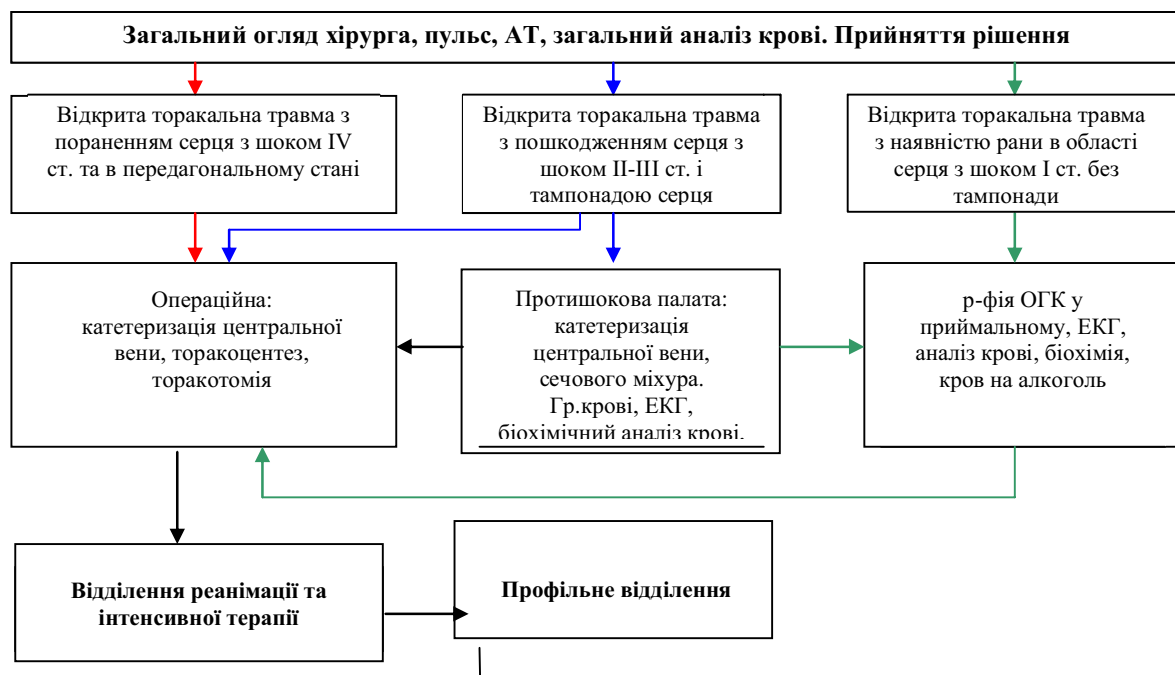 Загальний огляд хірурга, пульс, АТ, загальний аналіз крові. Прийняття рішення
Відкрита торакальна травма з
пораненням серця з шоком IV
ст. та в передагональному стані
Відкрита торакальна травма
з пошкодженням серця з
шоком II-III ст. і
тампонадою серця
Відкрита торакальна травма
з наявністю рани в області
серця з шоком I ст. без
тампонади
Операційна:
катетеризація центральної
вени, торакоцентез,
торакотомія
Протишокова палата:
катетеризація
центральної вени,
сечового міхура.
Гр.крові, ЕКГ,
біохімічний аналіз крові.
р-фія ОГК у
приймальному, ЕКГ,
аналіз крові, біохімія,
кров на алкоголь
Відділення реанімації та
інтенсивної терапії
Профільне відділення